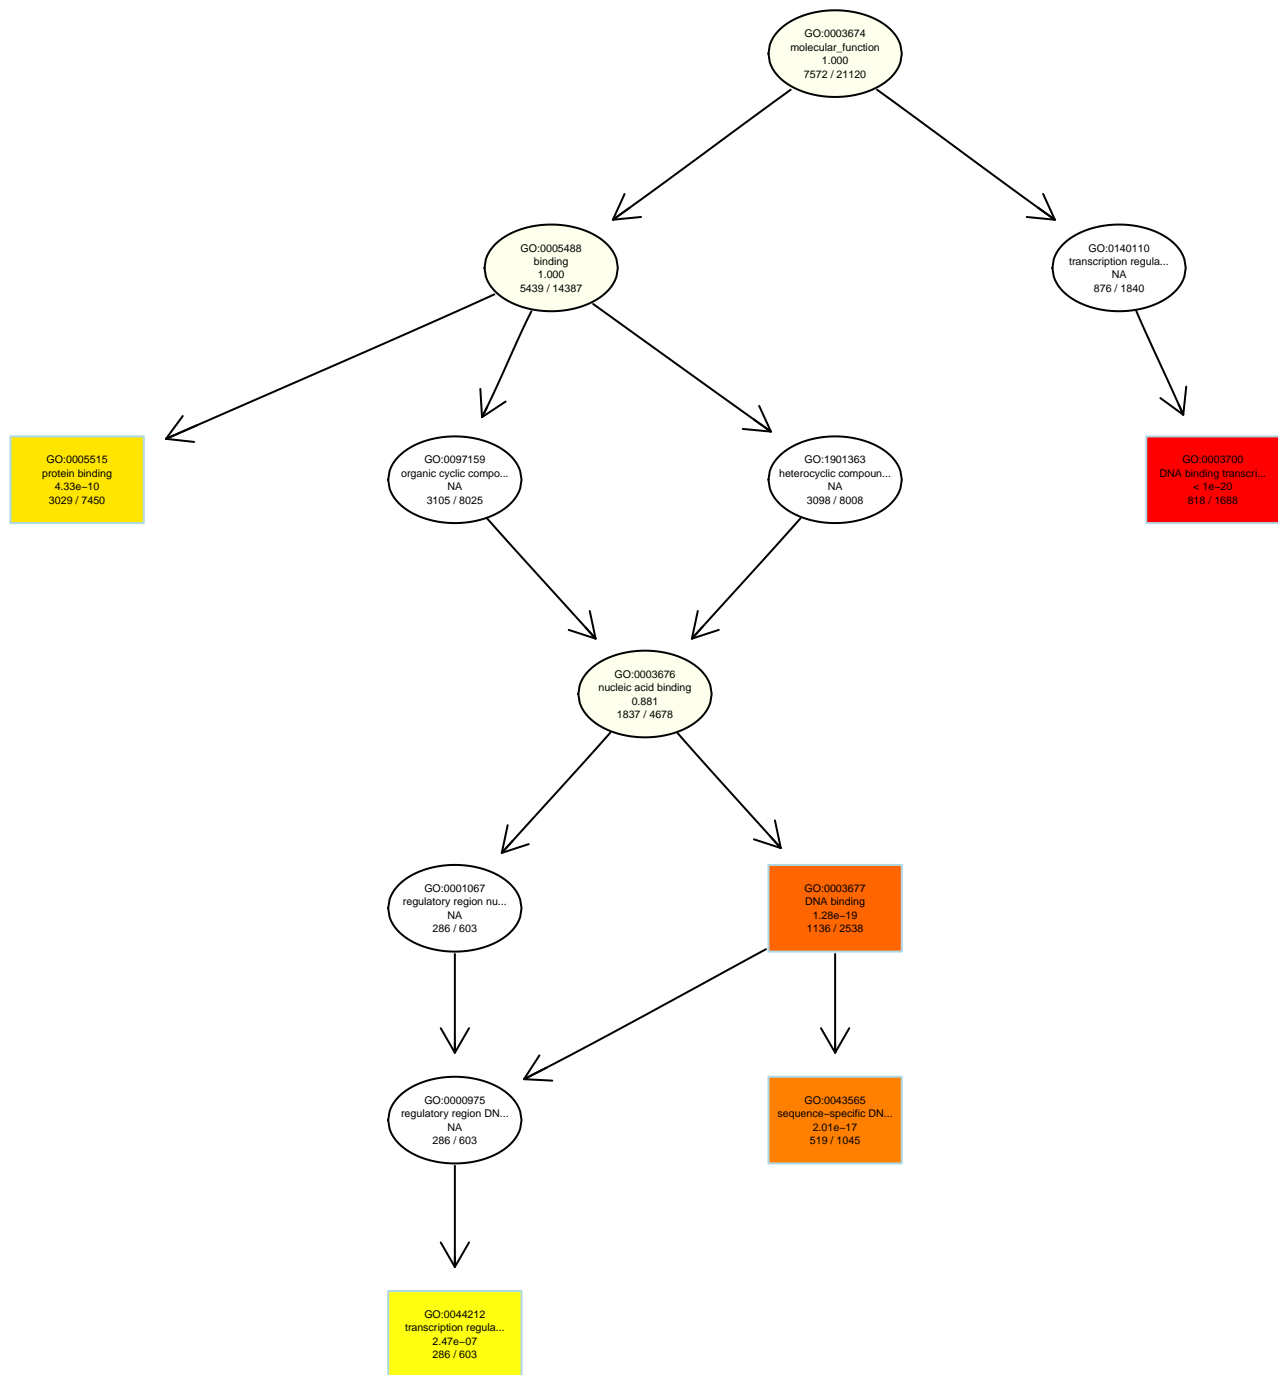 GO:0003674
molecular_function
1.000
7572 / 21120
GO:0005488
binding
1.000
5439 / 14387
GO:0140110
transcription regula...
NA
876 / 1840
GO:0005515
protein binding
4.33e−10
3029 / 7450
GO:0097159
organic cyclic compo...
NA
3105 / 8025
GO:1901363
heterocyclic compoun...
NA
3098 / 8008
GO:0003700
DNA binding transcri...
< 1e−20
818 / 1688
GO:0003676
nucleic acid binding
0.881
1837 / 4678
GO:0001067
regulatory region nu...
NA
286 / 603
GO:0003677
DNA binding
1.28e−19
1136 / 2538
GO:0000975
regulatory region DN...
NA
286 / 603
GO:0043565
sequence−specific DN...
2.01e−17
519 / 1045
GO:0044212
transcription regula...
2.47e−07
286 / 603